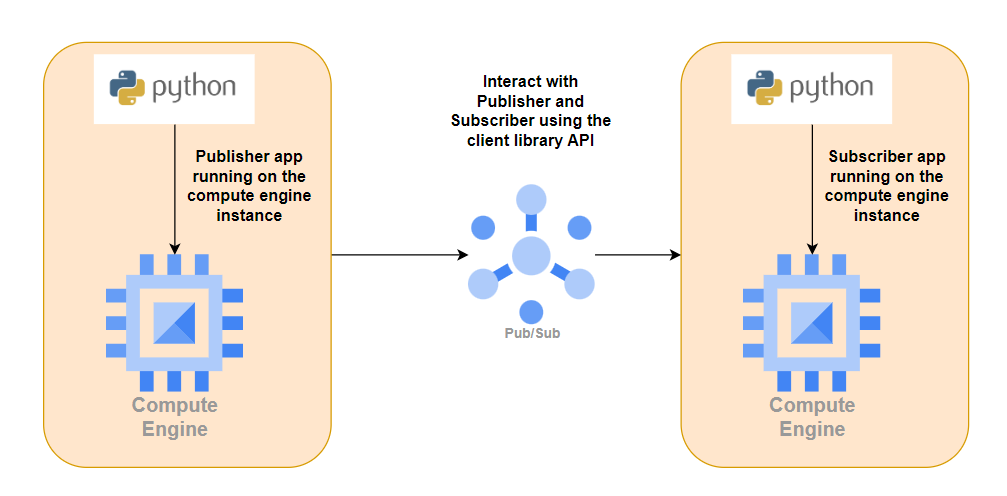 python
Publisher app
running on the
compute engine
instance
Compute
Engine
Interact with
Publisher and
Subscriber using the
client library API
Pub/Sub
python
Subscriber app
running on the
compute engine
instance
Compute
Engine